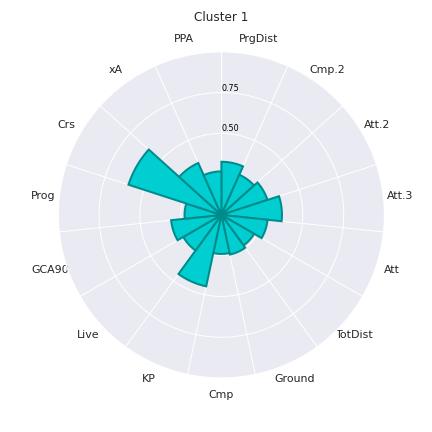 Cluster 1
PPA
PrgDist
xA
Cmp.2
0.75
Crs
Att.2
0.50
Prog
Att.3
GCA90
Att
Live
TotDist
KP
Ground
Cmp